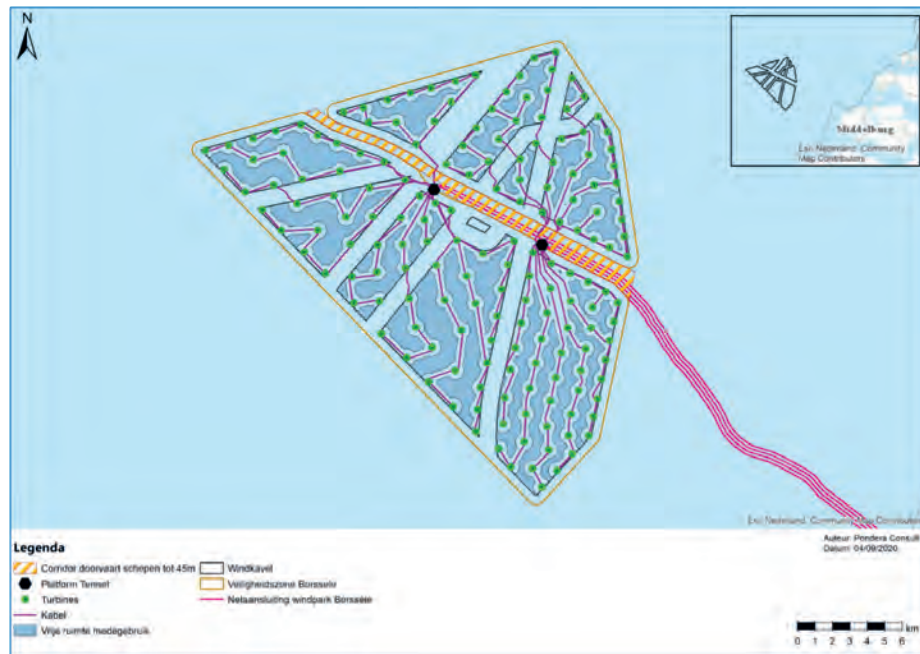 N
Middelburg
Esri Nederland, Community
Map Contributors
Esri Nederland, Community Map Contributors
Auteur: Pondera Consult
Datum: 04/09/2020
Legenda
Corridor doorvaart schepen tot 45m
Platform Tennet
Turbines
Kabel
Vrije ruimte medegebruik
Windkavel
Veiligheidszone Borssele
Netaansluiting windpark Borssele
km
0 1 2 3 4 5 6